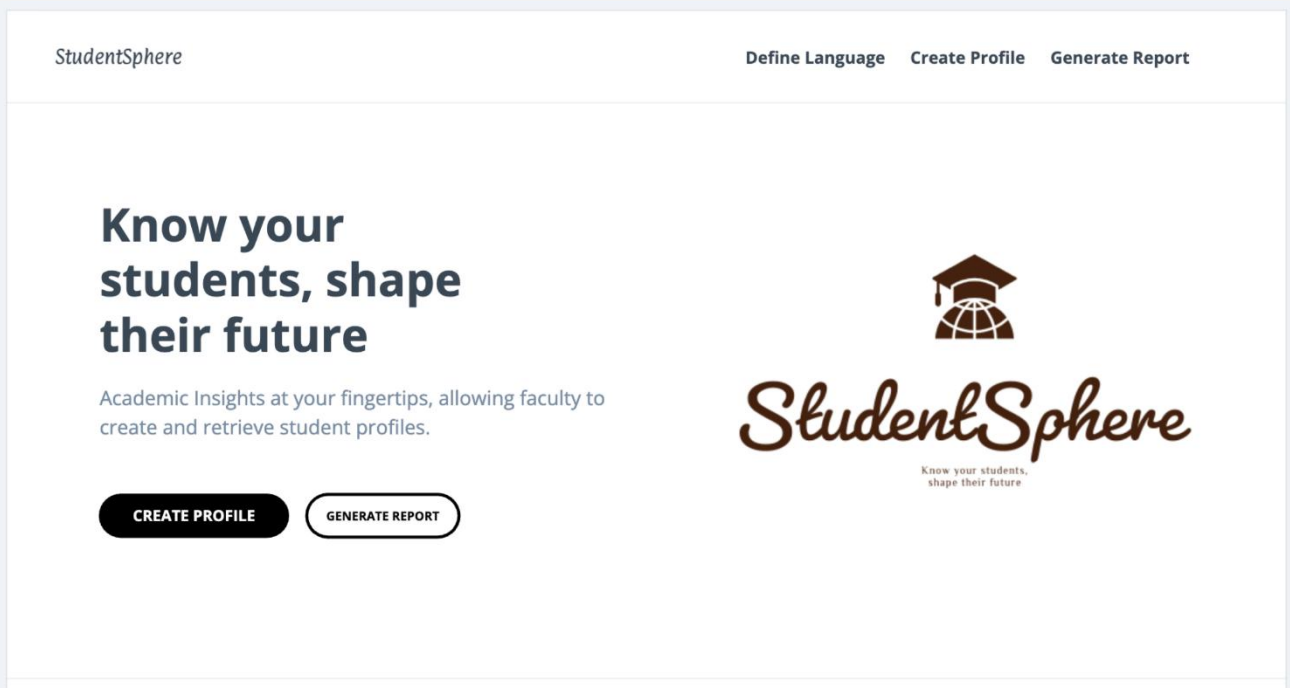 StudentSphere
Define Language Create Profile Generate Report
Know your
students, shape
their future
Academic Insights at your fingertips, allowing faculty to
create and retrieve student profiles.
CREATE PROFILE GENERATE REPORT
StudentSphere
Know your students,
shape their future